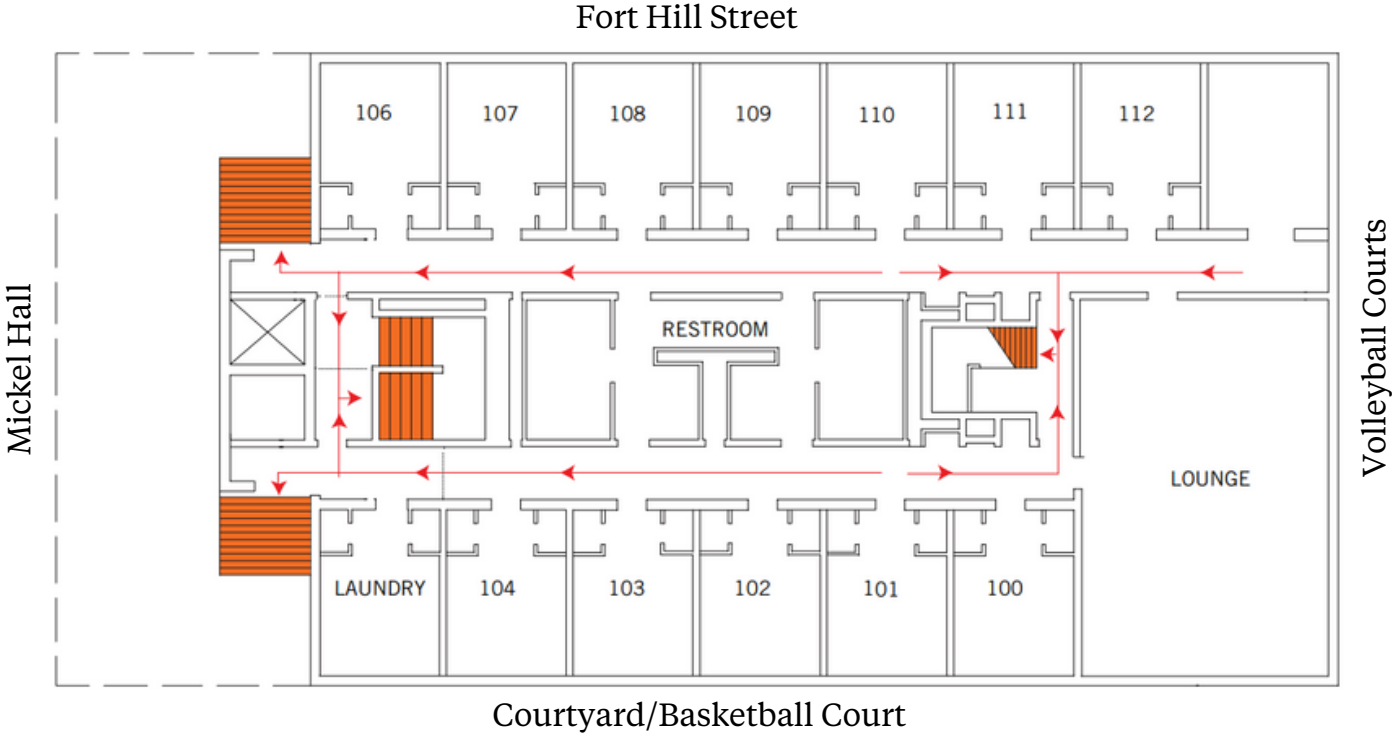 Fort Hill Street
106
107
108
109
110
111
112
Mickel Hall
RESTROOM
Volleyball Courts
LOUNGE
LAUNDRY
104
103
102
101
100
Courtyard/Basketball Court